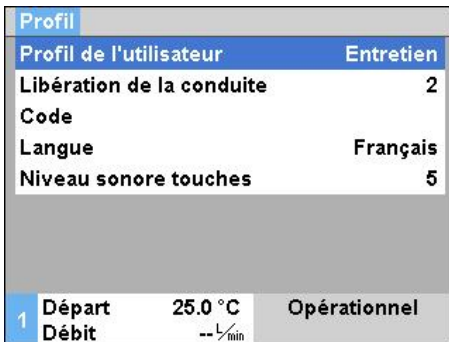 Profil
Profil de l'utilisateur Entretien
Libération de la conduite 2
Code
Langue Français
Niveau sonore touches 5
1 Départ 25.0 °C Opérationnel
Débit -- L/min